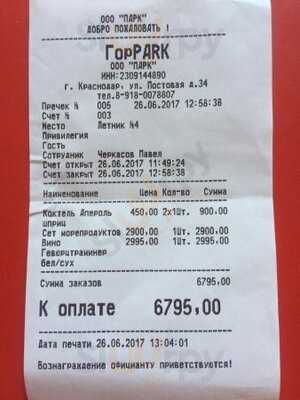 ООО "ПАРК"
ДОБРО ПОЖАЛОВАТЬ !
ГорPARK
ООО "ПАРК"
ИНН:2309144890
г. Краснодар, ул. Постовая д.34
тел.8-918-0078807
Пречек № 005 26.06.2017 12:58:38
Счет № 003
Место Летник №4
Привилегия
Гость
Сотрудник Черкасов Павел
Счет открыт 26.06.2017 11:49:24
Счет закрыт 26.06.2017 12:58:38
Наименование Цена Кол-во Сумма
Коктель Апероль 450.00 2х1шт. 900.00
шприц
Сет морепродуктов 2900.00 1шт. 2900.00
Вино 2995.00 1шт. 2995.00
Гевюртраминер
бел/сух
Сумма заказов 6795,00
К оплате 6795,00
Дата печати 26.06.2017 13:04:01
Вознаграждение официанту приветствуется!